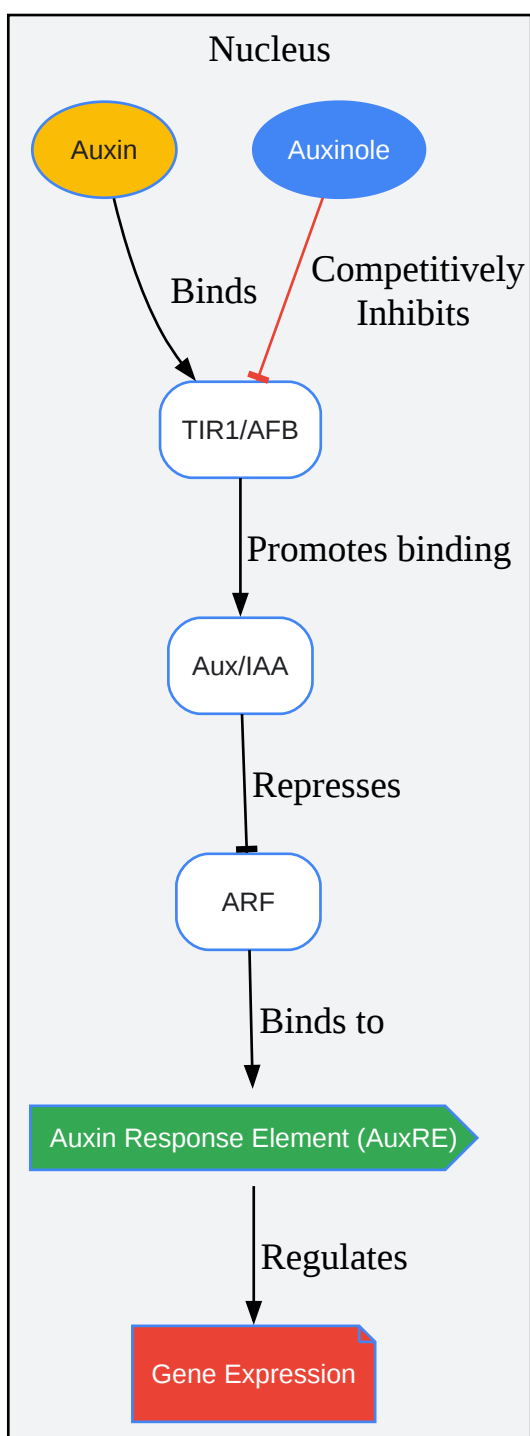 Nucleus
Auxin
Auxinole
Binds
Competitively
Inhibits
TIR1/AFB
Promotes binding
Aux/IAA
Represses
ARF
Binds to
Auxin Response Element (AuxRE)
Regulates
Gene Expression